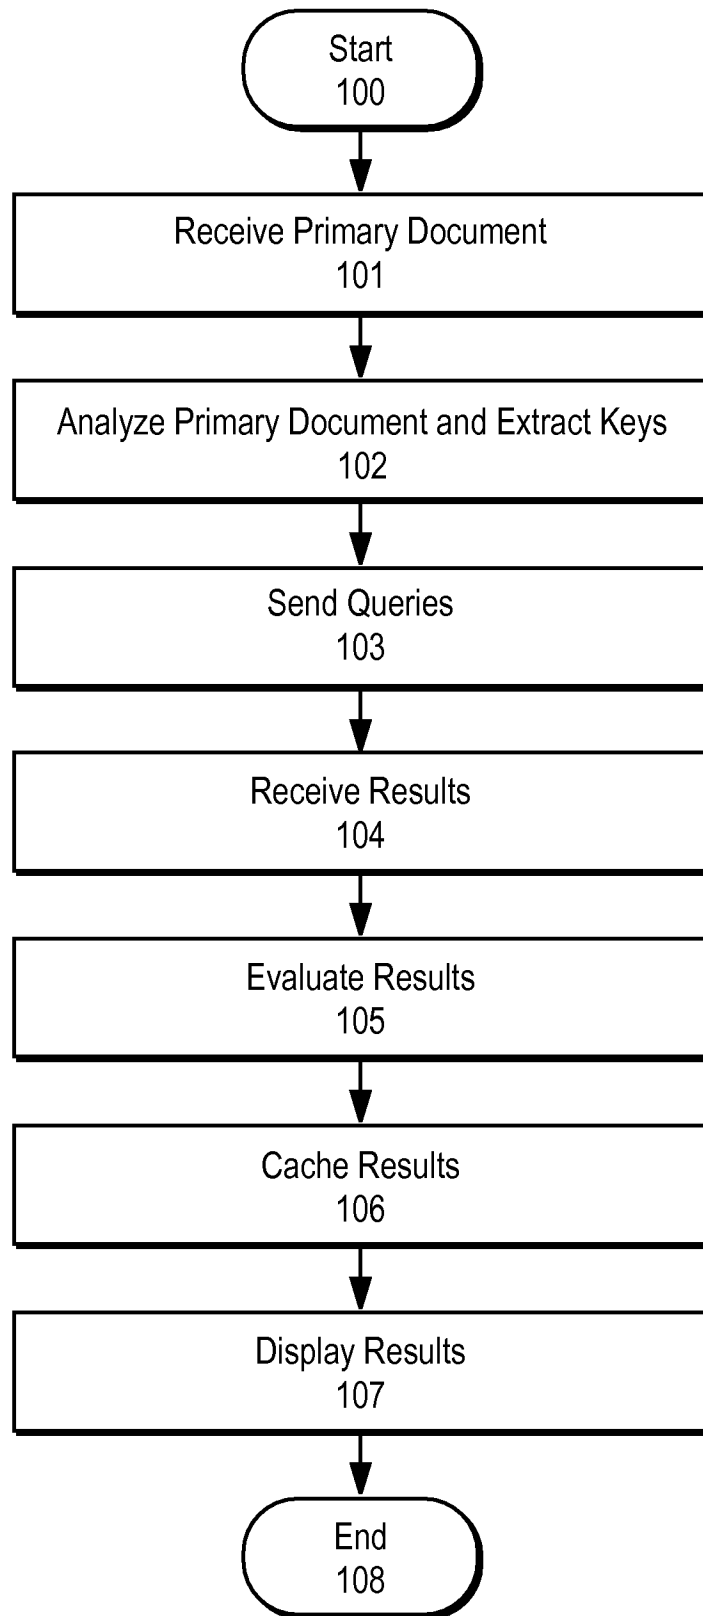 Start
100
Receive Primary Document
101
Analyze Primary Document and Extract Keys
102
Send Queries
103
Receive Results
104
Evaluate Results
105
Cache Results
106
Display Results
107
End
108